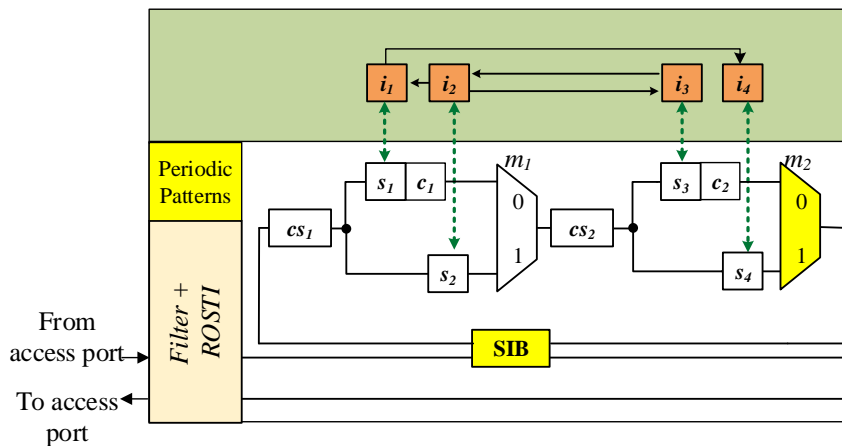 i1 i2 i3 i4
Periodic
Patterns
s1 c1 m1 s3 c2 m2
0 0
cs1 cs2
1 1
s2 s4
Filter +
ROSTI
From
access port
SIB
To access
port